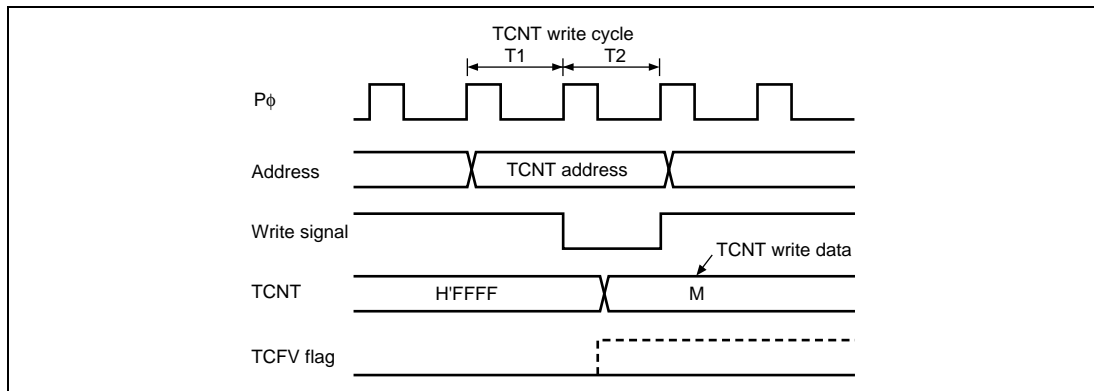 TCNT write cycle
T1 T2
Pϕ
Address TCNT address
Write signal
TCNT write data
TCNT H'FFFF M
TCFV flag